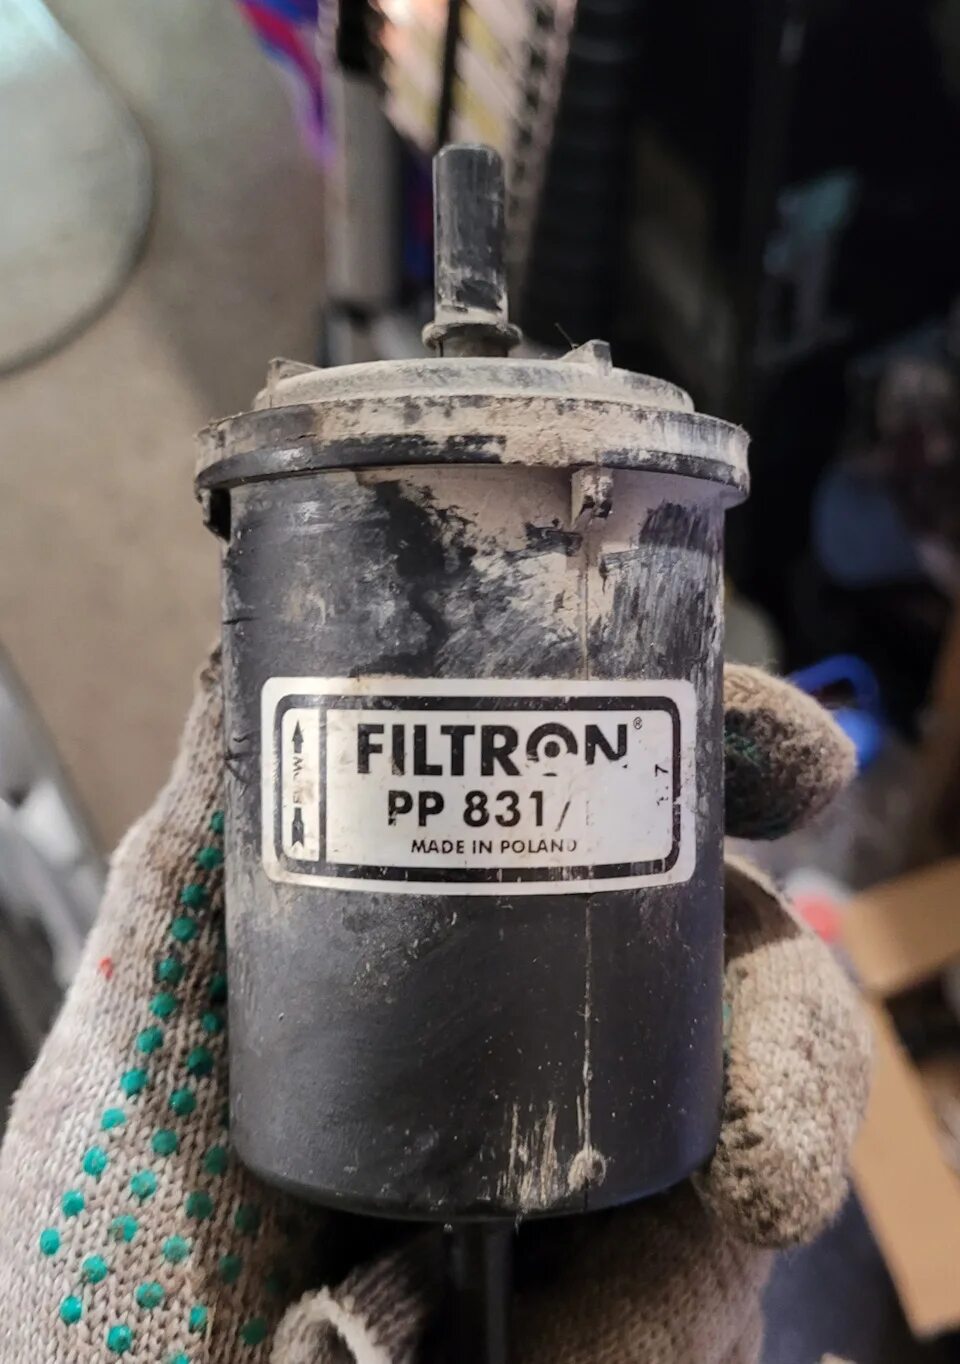 FILTRON®
PP 831/
MADE IN POLAND